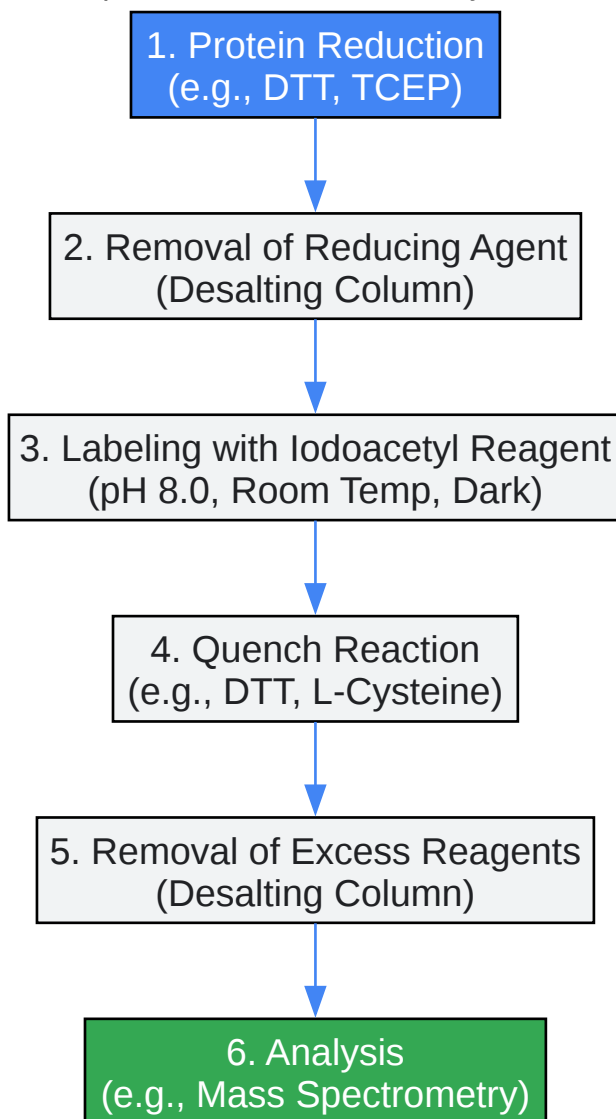 1. Protein Reduction
(e.g., DTT, TCEP)
2. Removal of Reducing Agent
(Desalting Column)
3. Labeling with Iodoacetyl Reagent
(pH 8.0, Room Temp, Dark)
4. Quench Reaction
(e.g., DTT, L-Cysteine)
5. Removal of Excess Reagents
(Desalting Column)
6. Analysis
(e.g., Mass Spectrometry)